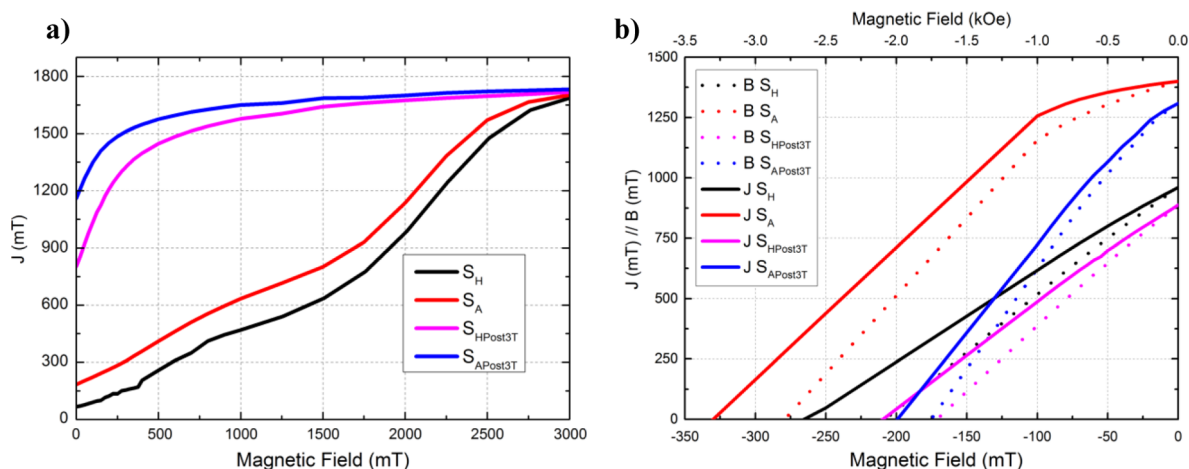 a)
1800
1500
1200
900
600
300
0
J (mT)
0 500 1000 1500 2000 2500 3000
Magnetic Field (mT)
S_H
S_A
S_HPost3T
S_APost3T
b)
Magnetic Field (kOe)
-3.5 -3.0 -2.5 -2.0 -1.5 -1.0 -0.5 0.0
1500
1250
1000
750
500
250
0
J (mT) // B (mT)
B S_H
B S_A
B S_HPost3T
B S_APost3T
J S_H
J S_A
J S_HPost3T
J S_APost3T
-350 -300 -250 -200 -150 -100 -50 0
Magnetic Field (mT)